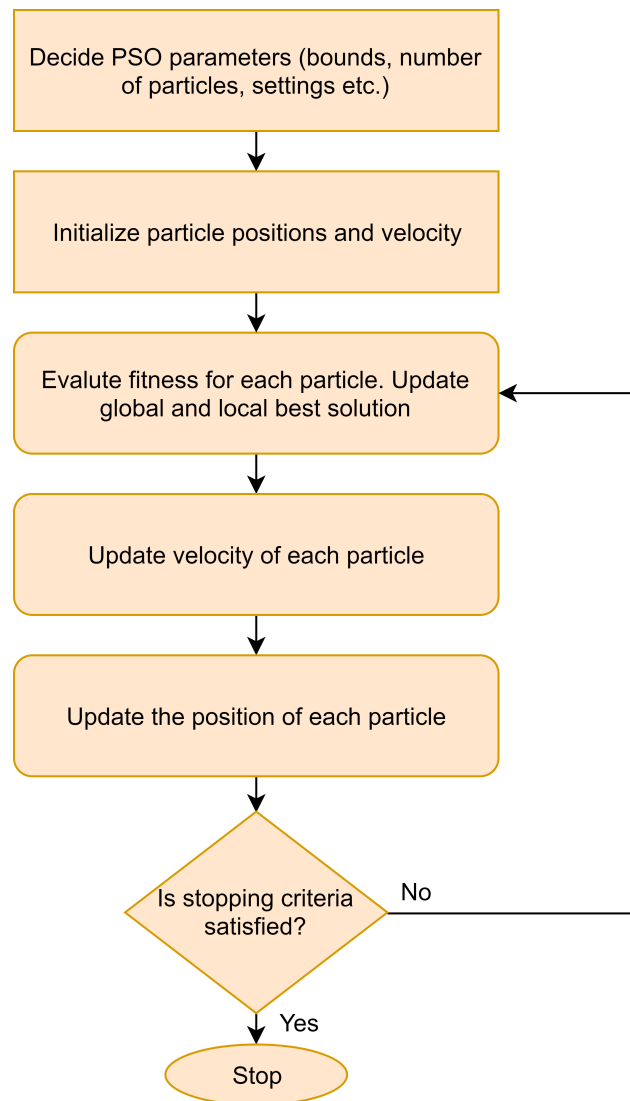 Decide PSO parameters (bounds, number
of particles, settings etc.)
Initialize particle positions and velocity
Evalute fitness for each particle. Update
global and local best solution
Update velocity of each particle
Update the position of each particle
Is stopping criteria
satisfied?
No
Yes
Stop